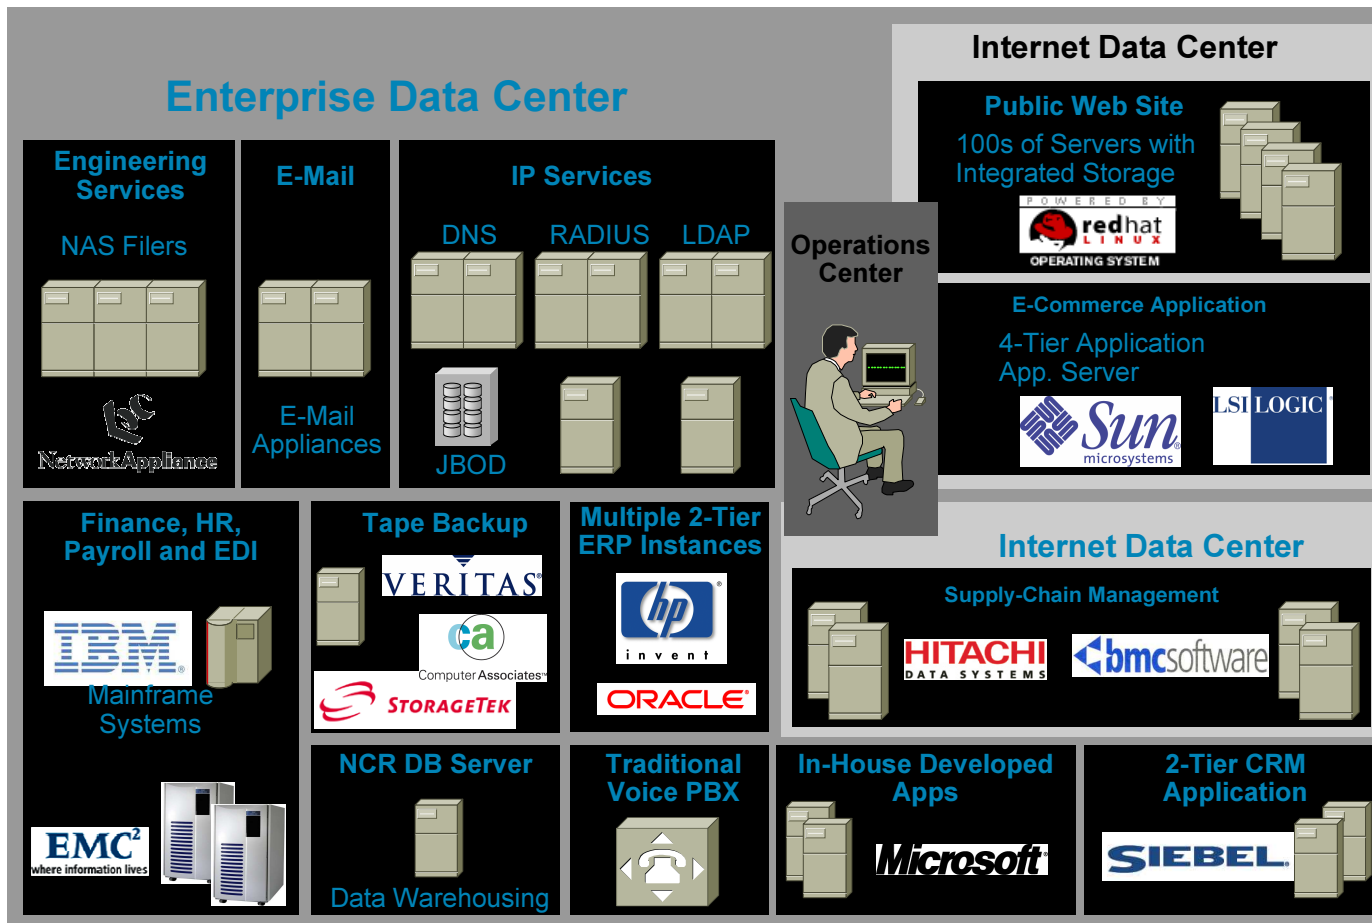 Internet Data Center
Enterprise Data Center
Public Web Site
100s of Servers with
Integrated Storage
POWERED BY
redhat
LINUX
OPERATING SYSTEM
Engineering
Services
NAS Filers
NetworkAppliance
E-Mail
E-Mail
Appliances
IP Services
DNS
RADIUS
LDAP
JBOD
Operations
Center
E-Commerce Application
4-Tier Application
App. Server
Sun
microsystems
LSI LOGIC
Finance, HR,
Payroll and EDI
IBM
Mainframe
Systems
EMC²
where information lives
Tape Backup
VERITAS
ca
Computer Associates
STORAGETEK
Multiple 2-Tier
ERP Instances
hp
invent
ORACLE
Internet Data Center
Supply-Chain Management
HITACHI
DATA SYSTEMS
bmcsoftware
NCR DB Server
Data Warehousing
Traditional
Voice PBX
In-House Developed
Apps
Microsoft
2-Tier CRM
Application
SIEBEL